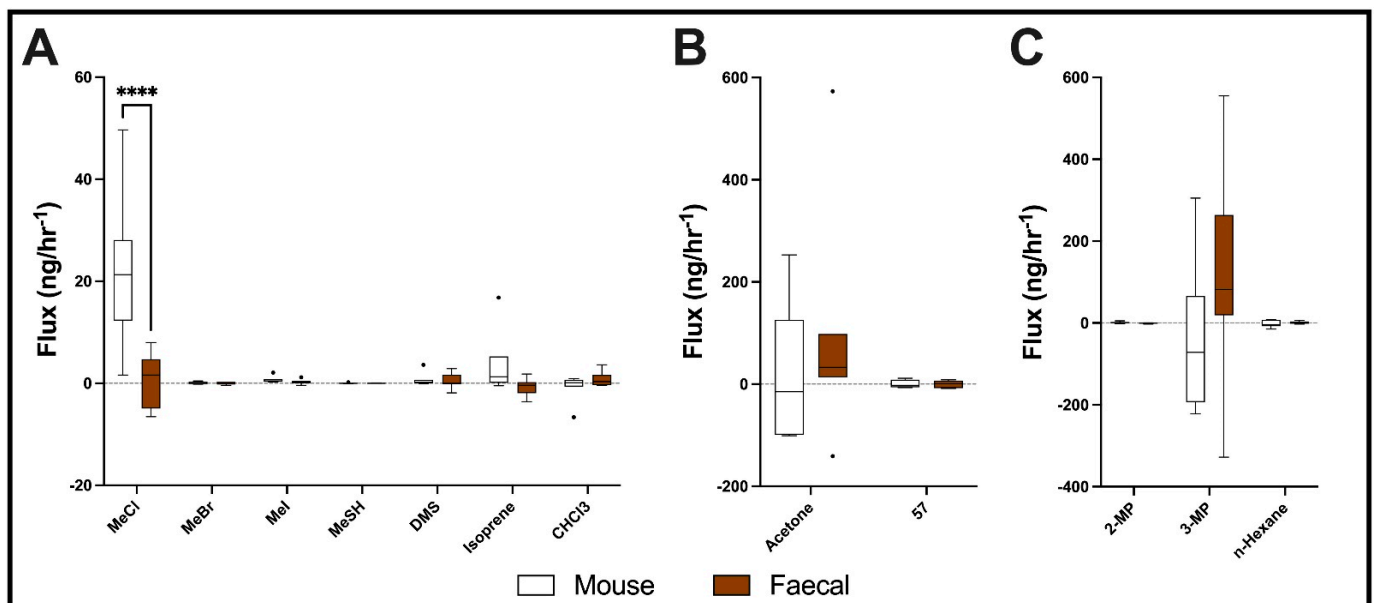 A
Flux (ng/hr⁻¹)
60
40
20
0
-20
****
MeCl
MeBr
MeI
MeSH
DMS
Isoprene
CHCl3
B
Flux (ng/hr⁻¹)
600
400
200
0
-200
Acetone
57
C
Flux (ng/hr⁻¹)
600
400
200
0
-200
-400
2-MP
3-MP
n-Hexane
Mouse
Faecal